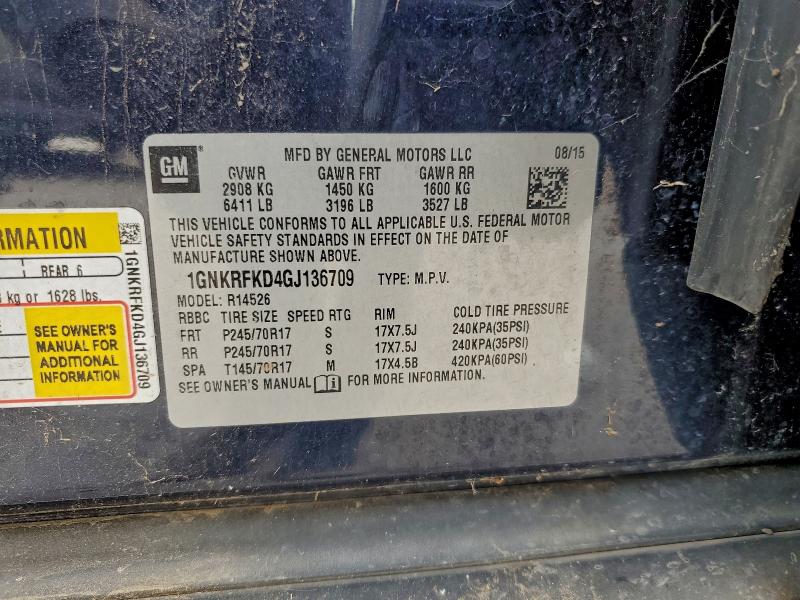 GM
MFD BY GENERAL MOTORS LLC 08/15
GVWR GAWR FRT GAWR RR
2908 KG 1450 KG 1600 KG
6411 LB 3196 LB 3527 LB
THIS VEHICLE CONFORMS TO ALL APPLICABLE U.S. FEDERAL MOTOR
VEHICLE SAFETY STANDARDS IN EFFECT ON THE DATE OF
MANUFACTURE SHOWN ABOVE.
1GNKRFKD4GJ136709 TYPE: M.P.V.
MODEL: R14526
RBBC TIRE SIZE SPEED RTG RIM COLD TIRE PRESSURE
FRT P245/70R17 S 17X7.5J 240KPA(35PSI)
RR P245/70R17 S 17X7.5J 240KPA(35PSI)
SPA T145/70R17 M 17X4.5B 420KPA(60PSI)
SEE OWNER'S MANUAL i FOR MORE INFORMATION.
RMATION
REAR 6
kg or 1628 lbs.
SEE OWNER'S
MANUAL FOR
ADDITIONAL
INFORMATION
1GNKRFKD4GJ136709